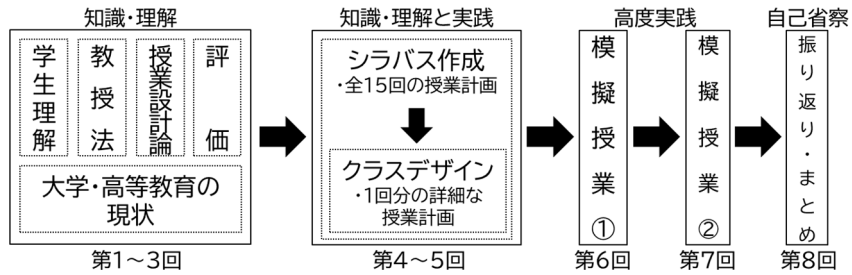 知識・理解
学生理解
教授法
授業設計論
評価
大学・高等教育の
現状
第1～3回
知識・理解と実践
シラバス作成
・全15回の授業計画
クラスデザイン
・1回分の詳細な
授業計画
第4～5回
高度実践
模擬授業①
第6回
模擬授業②
第7回
自己省察
振り返り・まとめ
第8回